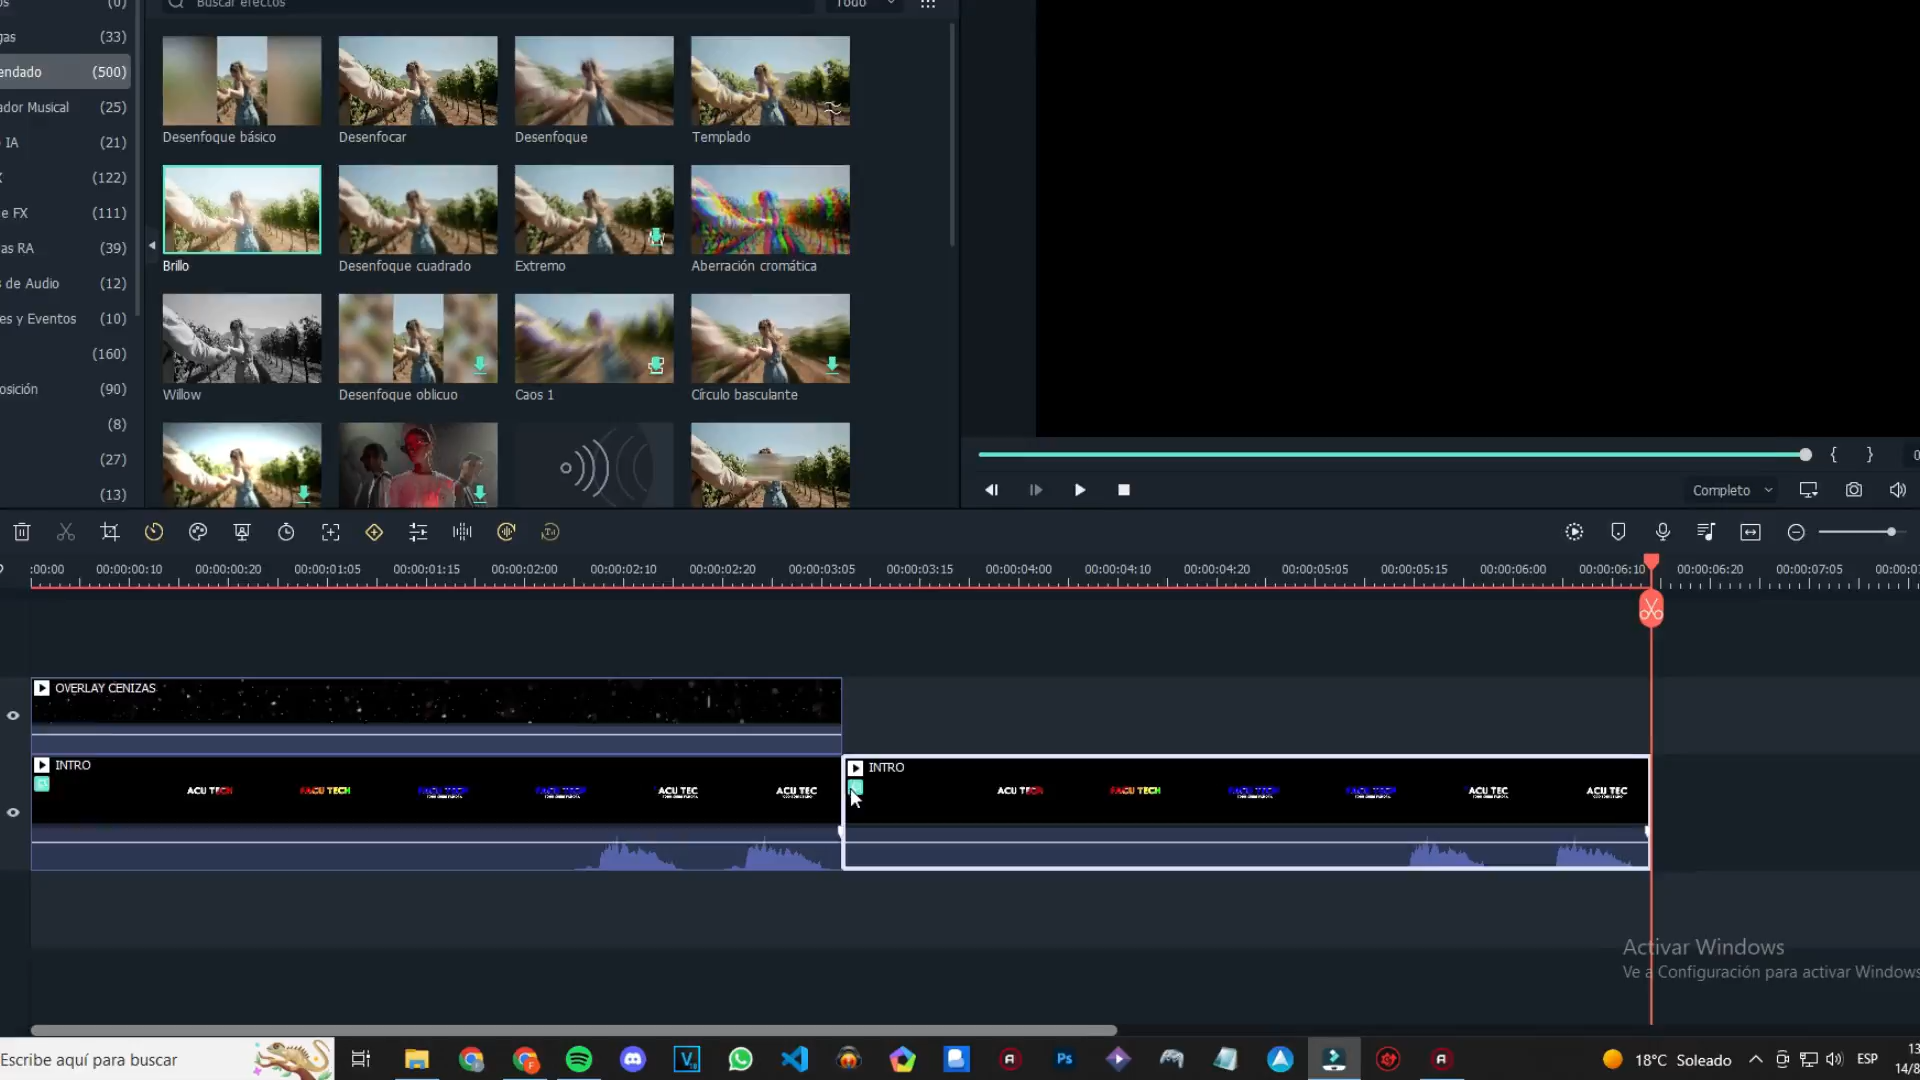 os (0)
Buscar efectos
Todo
gas (33)
endado (500)
ador Musical (25)
IA (21)
X (122)
e FX (111)
as RA (39)
s de Audio (12)
es y Eventos (10)
(160)
osición (90)
(8)
(27)
(13)
Desenfoque básico
Desenfocar
Desenfoque
Templado
Brillo
Desenfoque cuadrado
Extremo
Aberración cromática
Willow
Desenfoque oblicuo
Caos 1
Círculo basculante
{ }
Completo
:00:00 00:00:00:10 00:00:00:20 00:00:01:05 00:00:01:15 00:00:02:00 00:00:02:10 00:00:02:20 00:00:03:05 00:00:03:15 00:00:04:00 00:00:04:10 00:00:04:20 00:00:05:05 00:00:05:15 00:00:06:00 00:00:06:10 00:00:06:20 00:00:07:05 00:00:0
OVERLAY CENIZAS
INTRO
ACU TECH FACU TECH FACU TECH ACU TEC ACU TEC
INTRO
ACU TECH FACU TECH FACU TECH ACU TEC ACU TEC
Activar Windows
Ve a Configuración para activar Windows
Escribe aquí para buscar
Ps
18°C Soleado
ESP
13
14/8